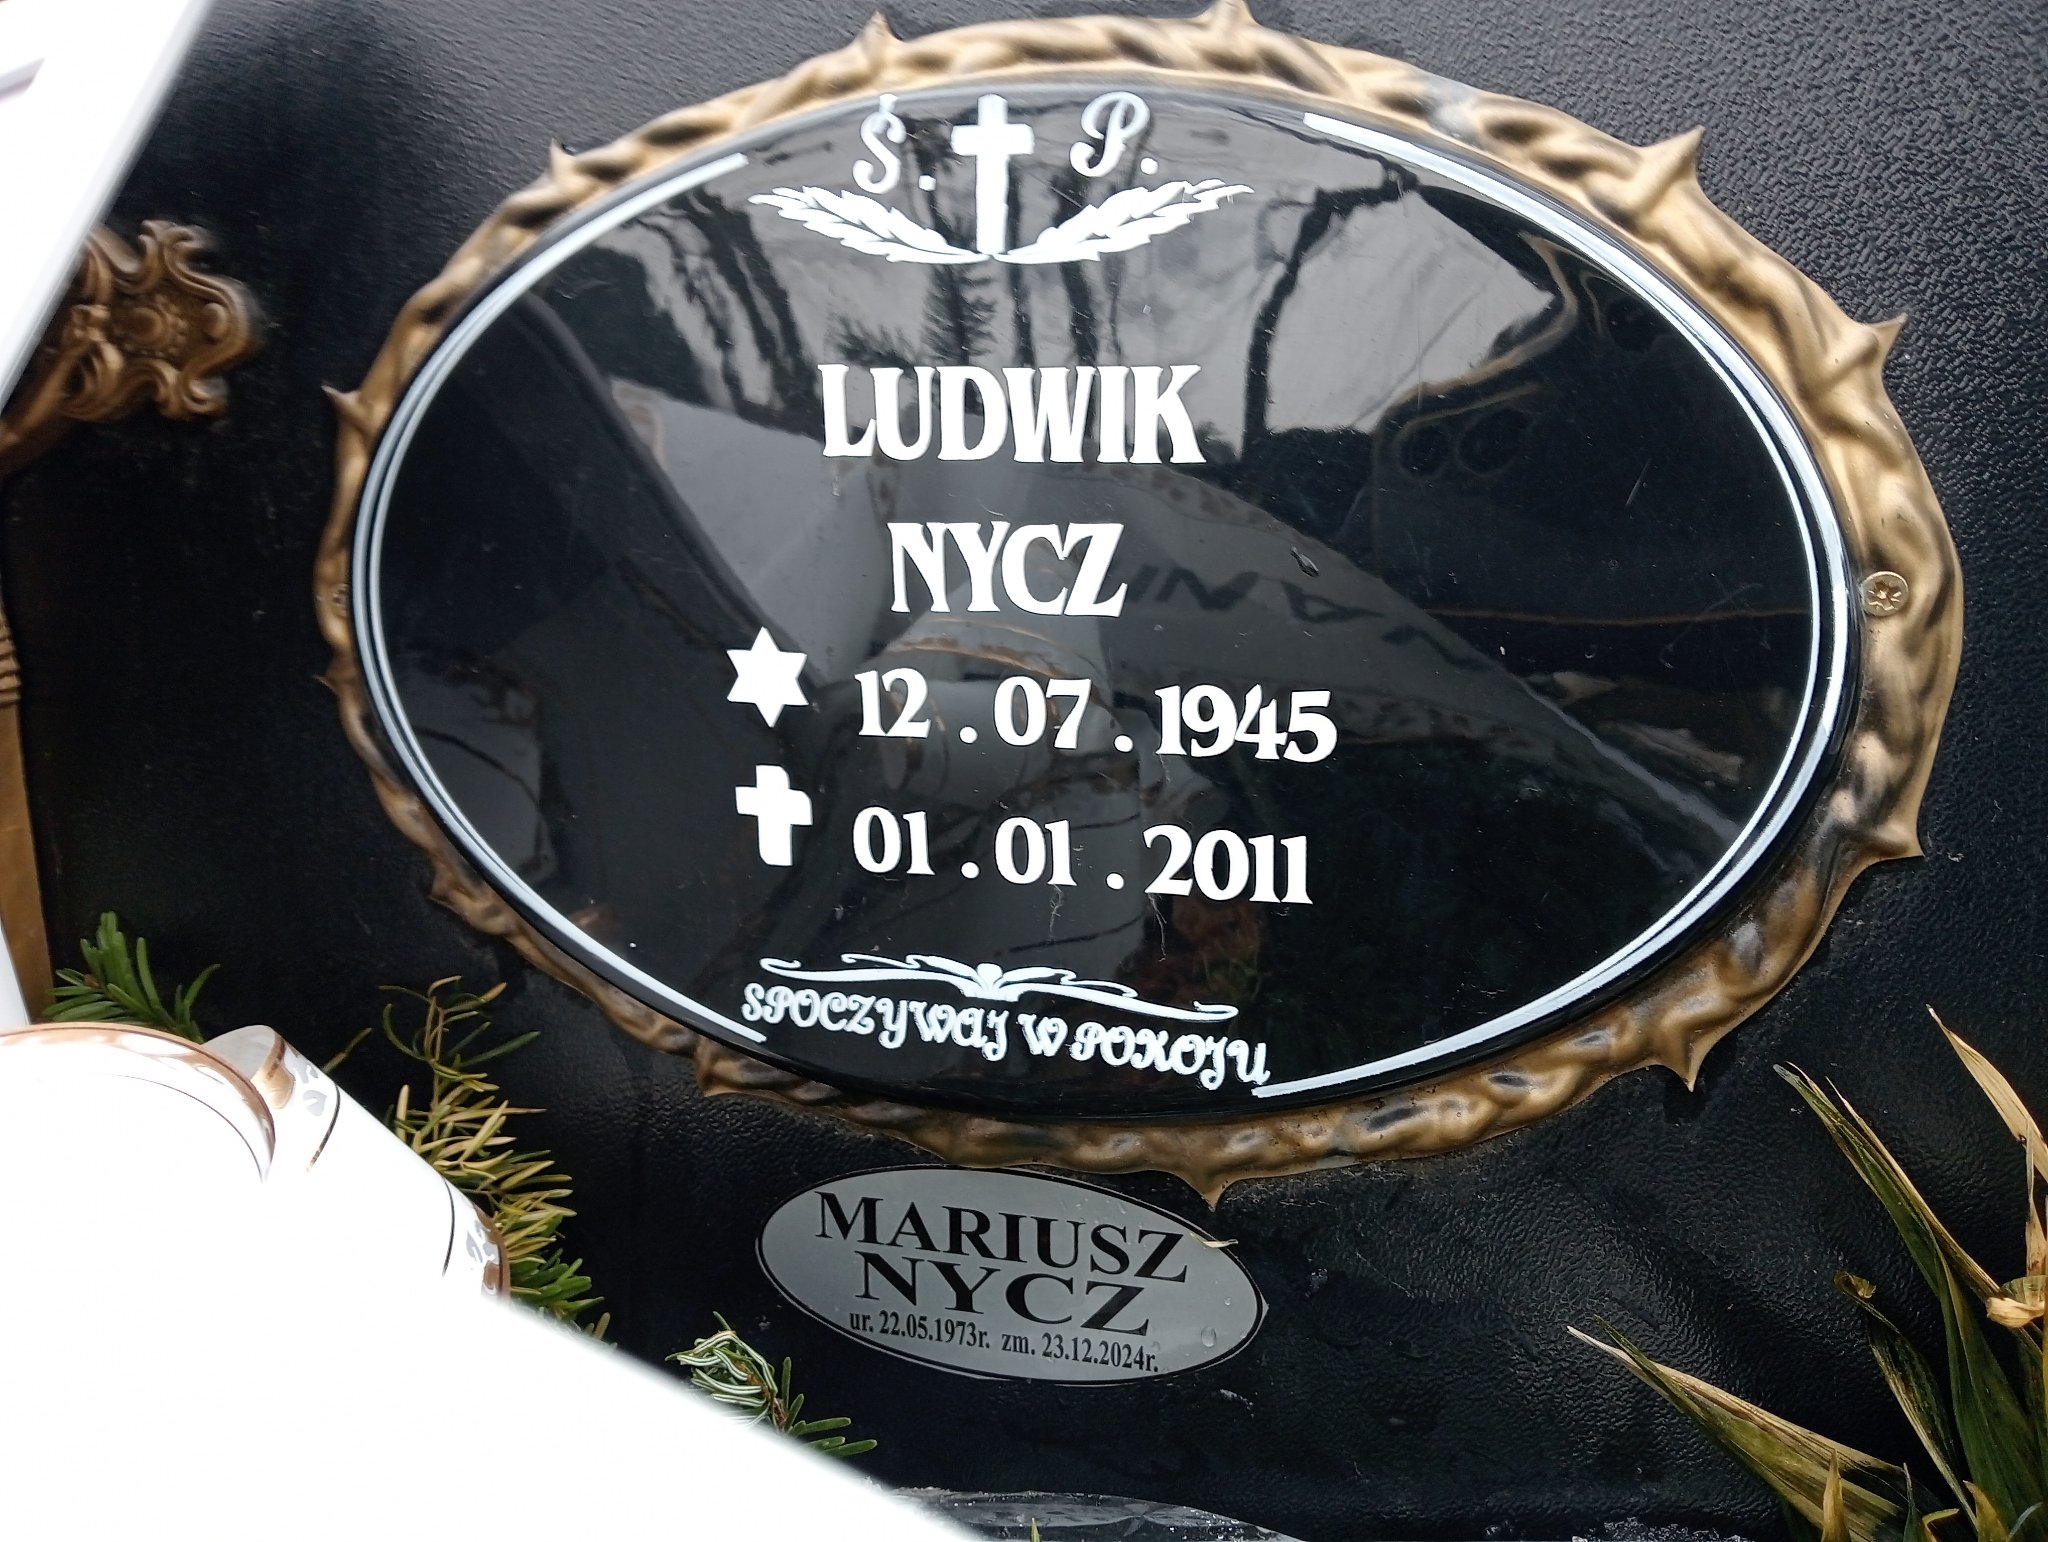 Ś. P.
LUDWIK
NYCZ
12.07.1945
01.01.2011
SPOCZYWAJ W POKOJU
MARIUSZ
NYCZ
ur. 22.05.1973r. zm. 23.12.2024r.